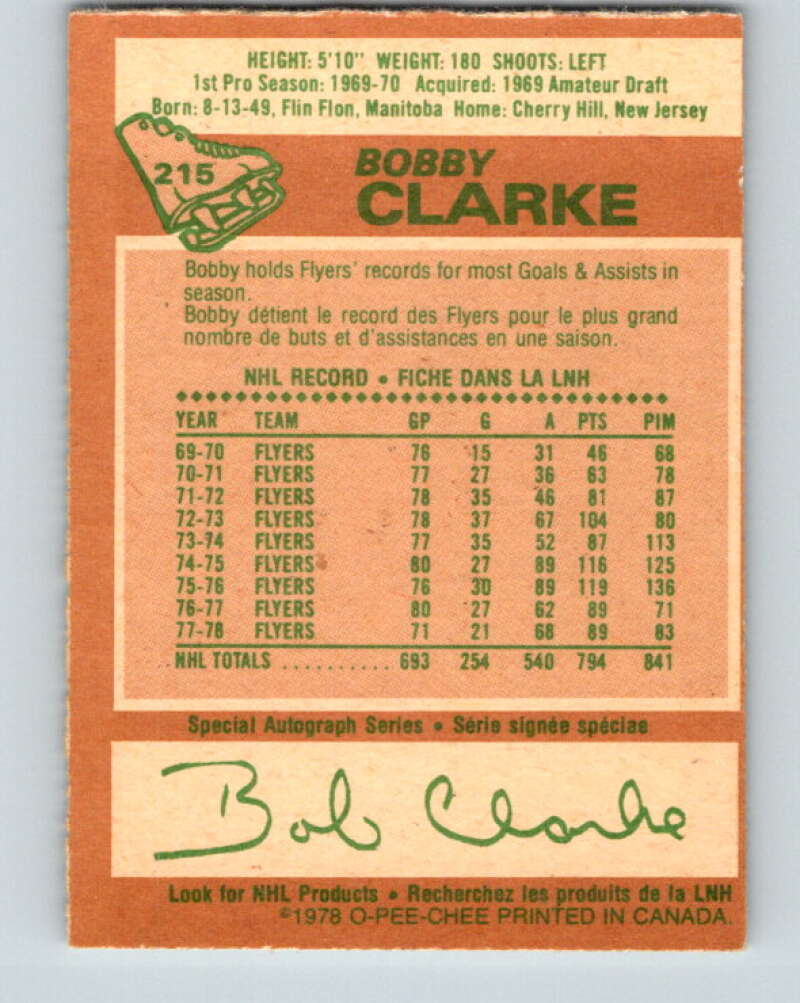 HEIGHT: 5'10" WEIGHT: 180 SHOOTS: LEFT
1st Pro Season: 1969-70 Acquired: 1969 Amateur Draft
Born: 8-13-49, Flin Flon, Manitoba Home: Cherry Hill, New Jersey
215
BOBBY
CLARKE
Bobby holds Flyers' records for most Goals & Assists in
season.
Bobby détient le record des Flyers pour le plus grand
nombre de buts et d'assistances en une saison.
NHL RECORD • FICHE DANS LA LNH
YEAR TEAM GP G A PTS PIM
69-70 FLYERS 76 15 31 46 68
70-71 FLYERS 77 27 36 63 78
71-72 FLYERS 78 35 46 81 87
72-73 FLYERS 78 37 67 104 80
73-74 FLYERS 77 35 52 87 113
74-75 FLYERS 80 27 89 116 125
75-76 FLYERS 76 30 89 119 136
76-77 FLYERS 80 27 62 89 71
77-78 FLYERS 71 21 68 89 83
NHL TOTALS .......... 693 254 540 794 841
Special Autograph Series • Série signée spéciae
Bob Clarke
Look for NHL Products • Recherchez les produits de la LNH
©1978 O-PEE-CHEE PRINTED IN CANADA.